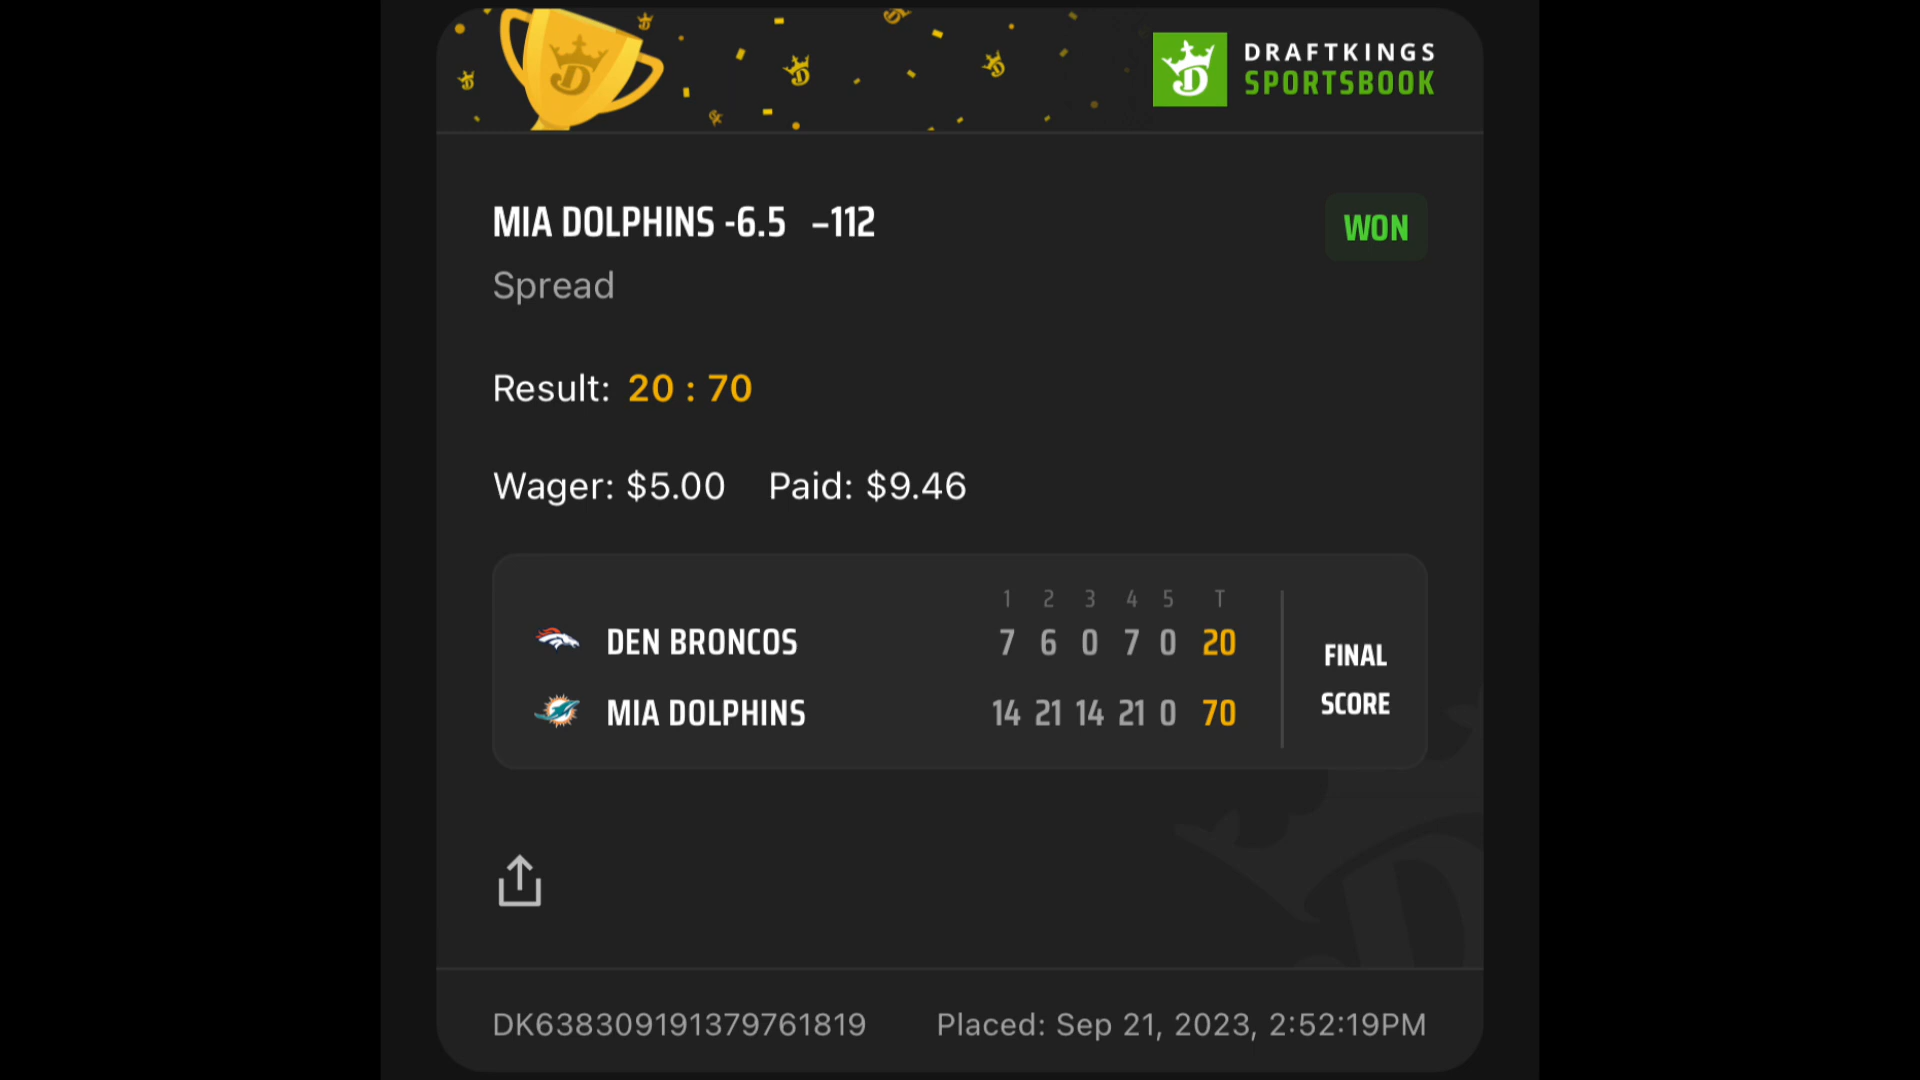 DRAFTKINGS
SPORTSBOOK
MIA DOLPHINS -6.5 −112
WON
Spread
Result: 20 : 70
Wager: $5.00 Paid: $9.46
1 2 3 4 5 T
DEN BRONCOS 7 6 0 7 0 20
MIA DOLPHINS 14 21 14 21 0 70
FINAL
SCORE
DK638309191379761819 Placed: Sep 21, 2023, 2:52:19PM